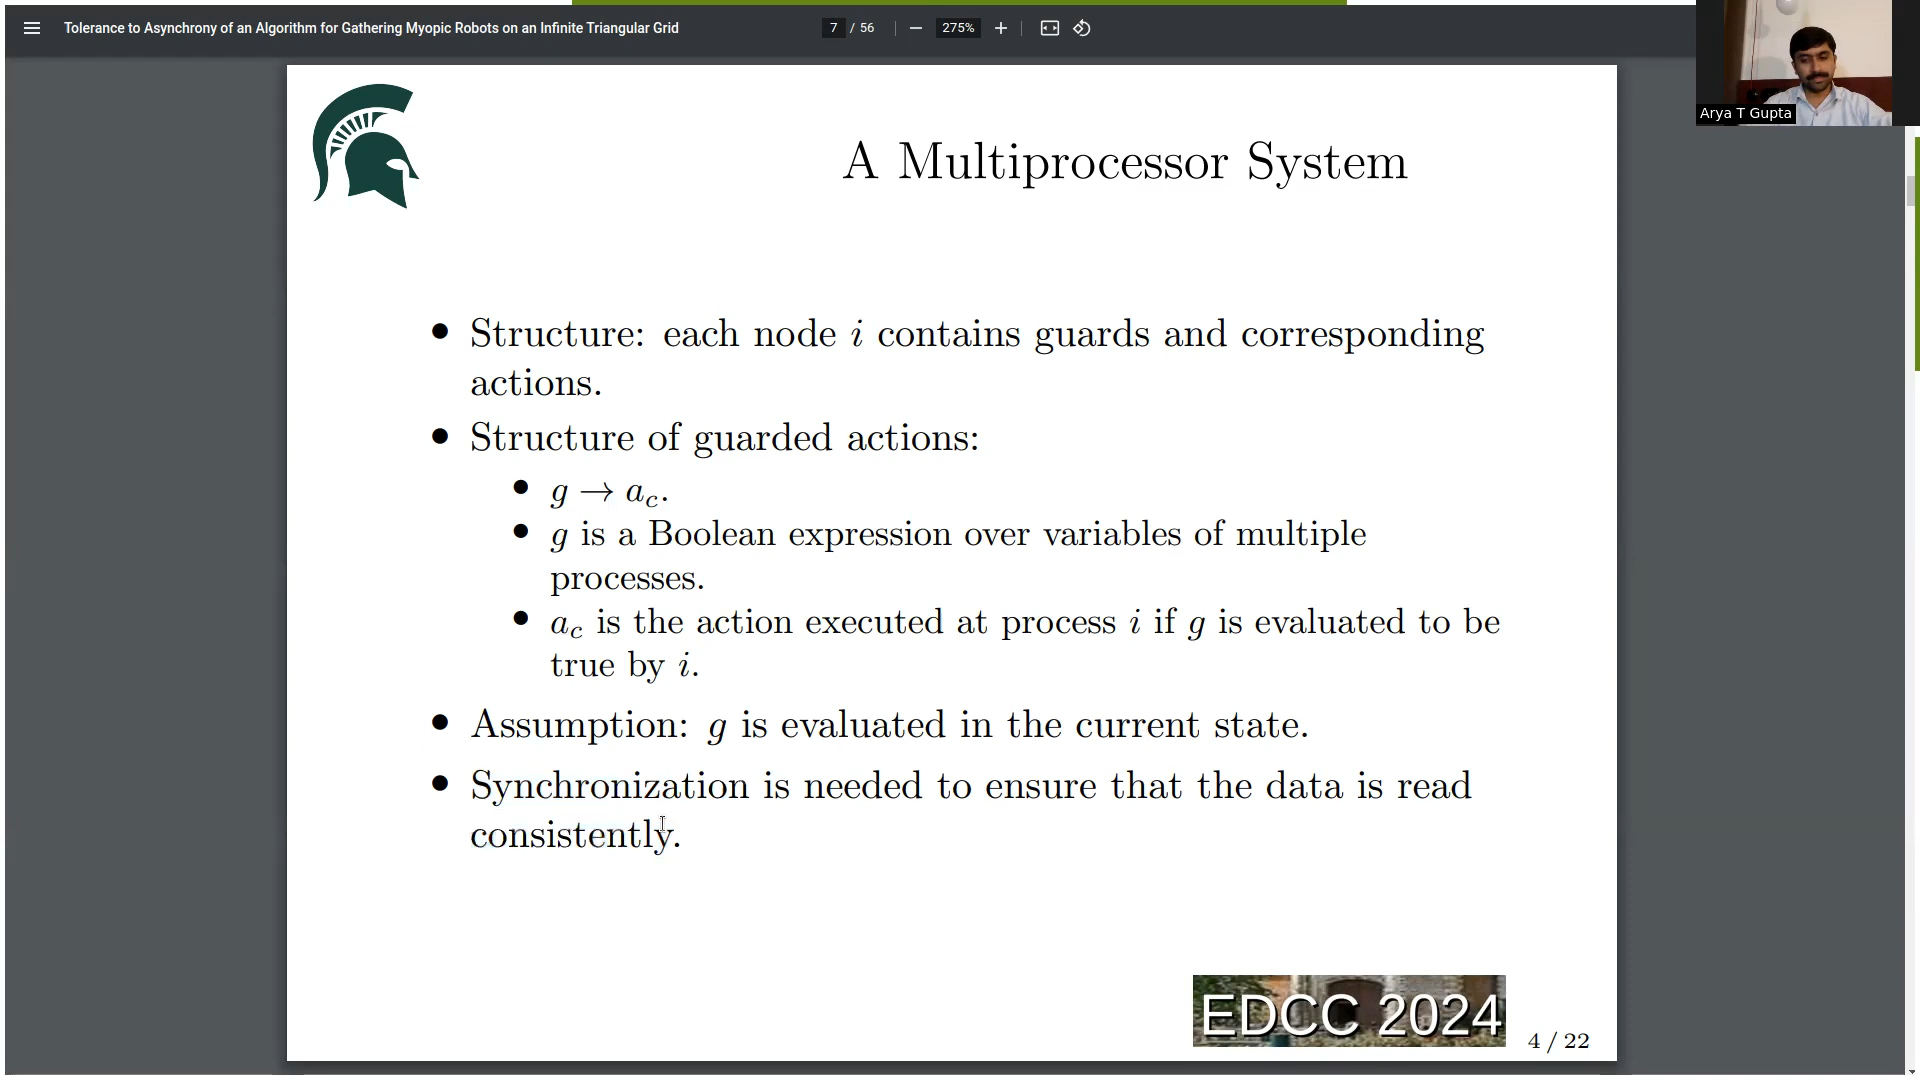 Tolerance to Asynchrony of an Algorithm for Gathering Myopic Robots on an Infinite Triangular Grid
7 / 56
275%
Arya T Gupta
A Multiprocessor System
• Structure: each node i contains guards and corresponding
actions.
• Structure of guarded actions:
• g → a_c.
• g is a Boolean expression over variables of multiple
processes.
• a_c is the action executed at process i if g is evaluated to be
true by i.
• Assumption: g is evaluated in the current state.
• Synchronization is needed to ensure that the data is read
consistently.
EDCC 2024
4 / 22